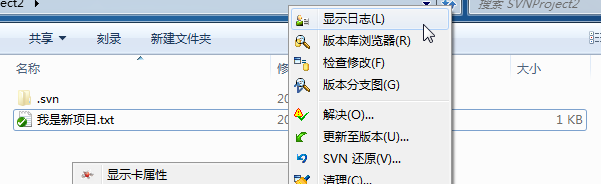 ect2
搜索 SVNProject2
共享
刻录
新建文件夹
名称
大小
.svn
20
我是新项目.txt
20
1 KB
显示卡属性
显示日志(L)
版本库浏览器(R)
检查修改(F)
版本分支图(G)
解决(O)...
更新至版本(U)...
SVN 还原(V)...
清理(C)...